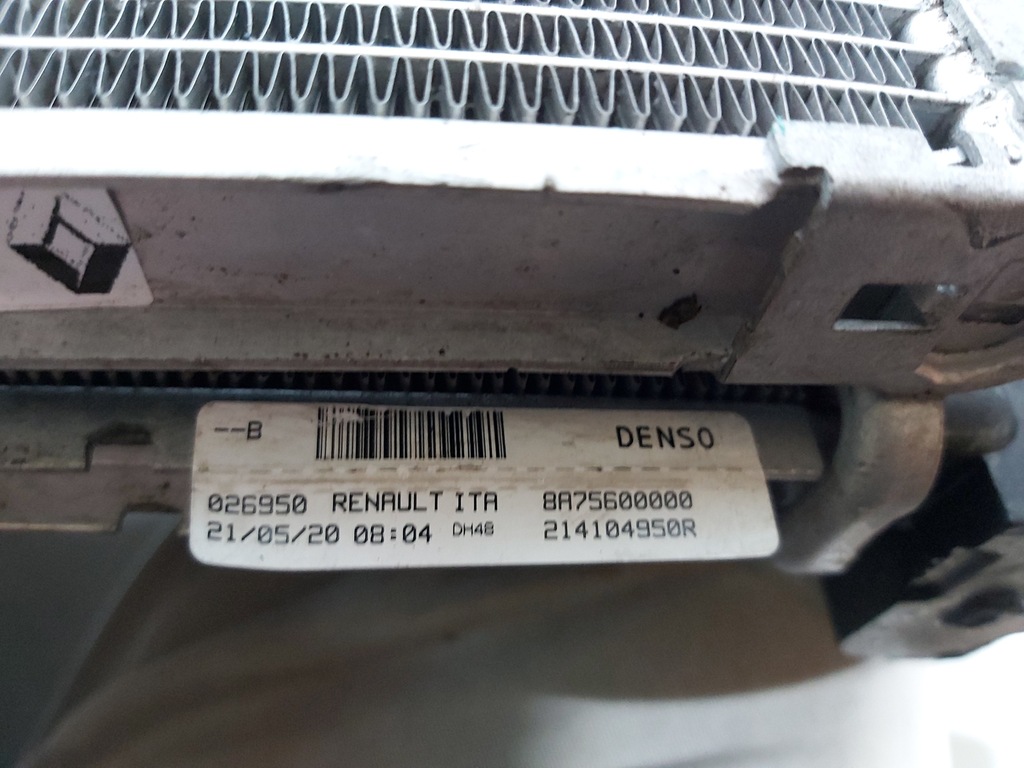 --B
DENSO
026950 RENAULT ITA 8A75600000
21/05/20 08:04 DH48 214104950R